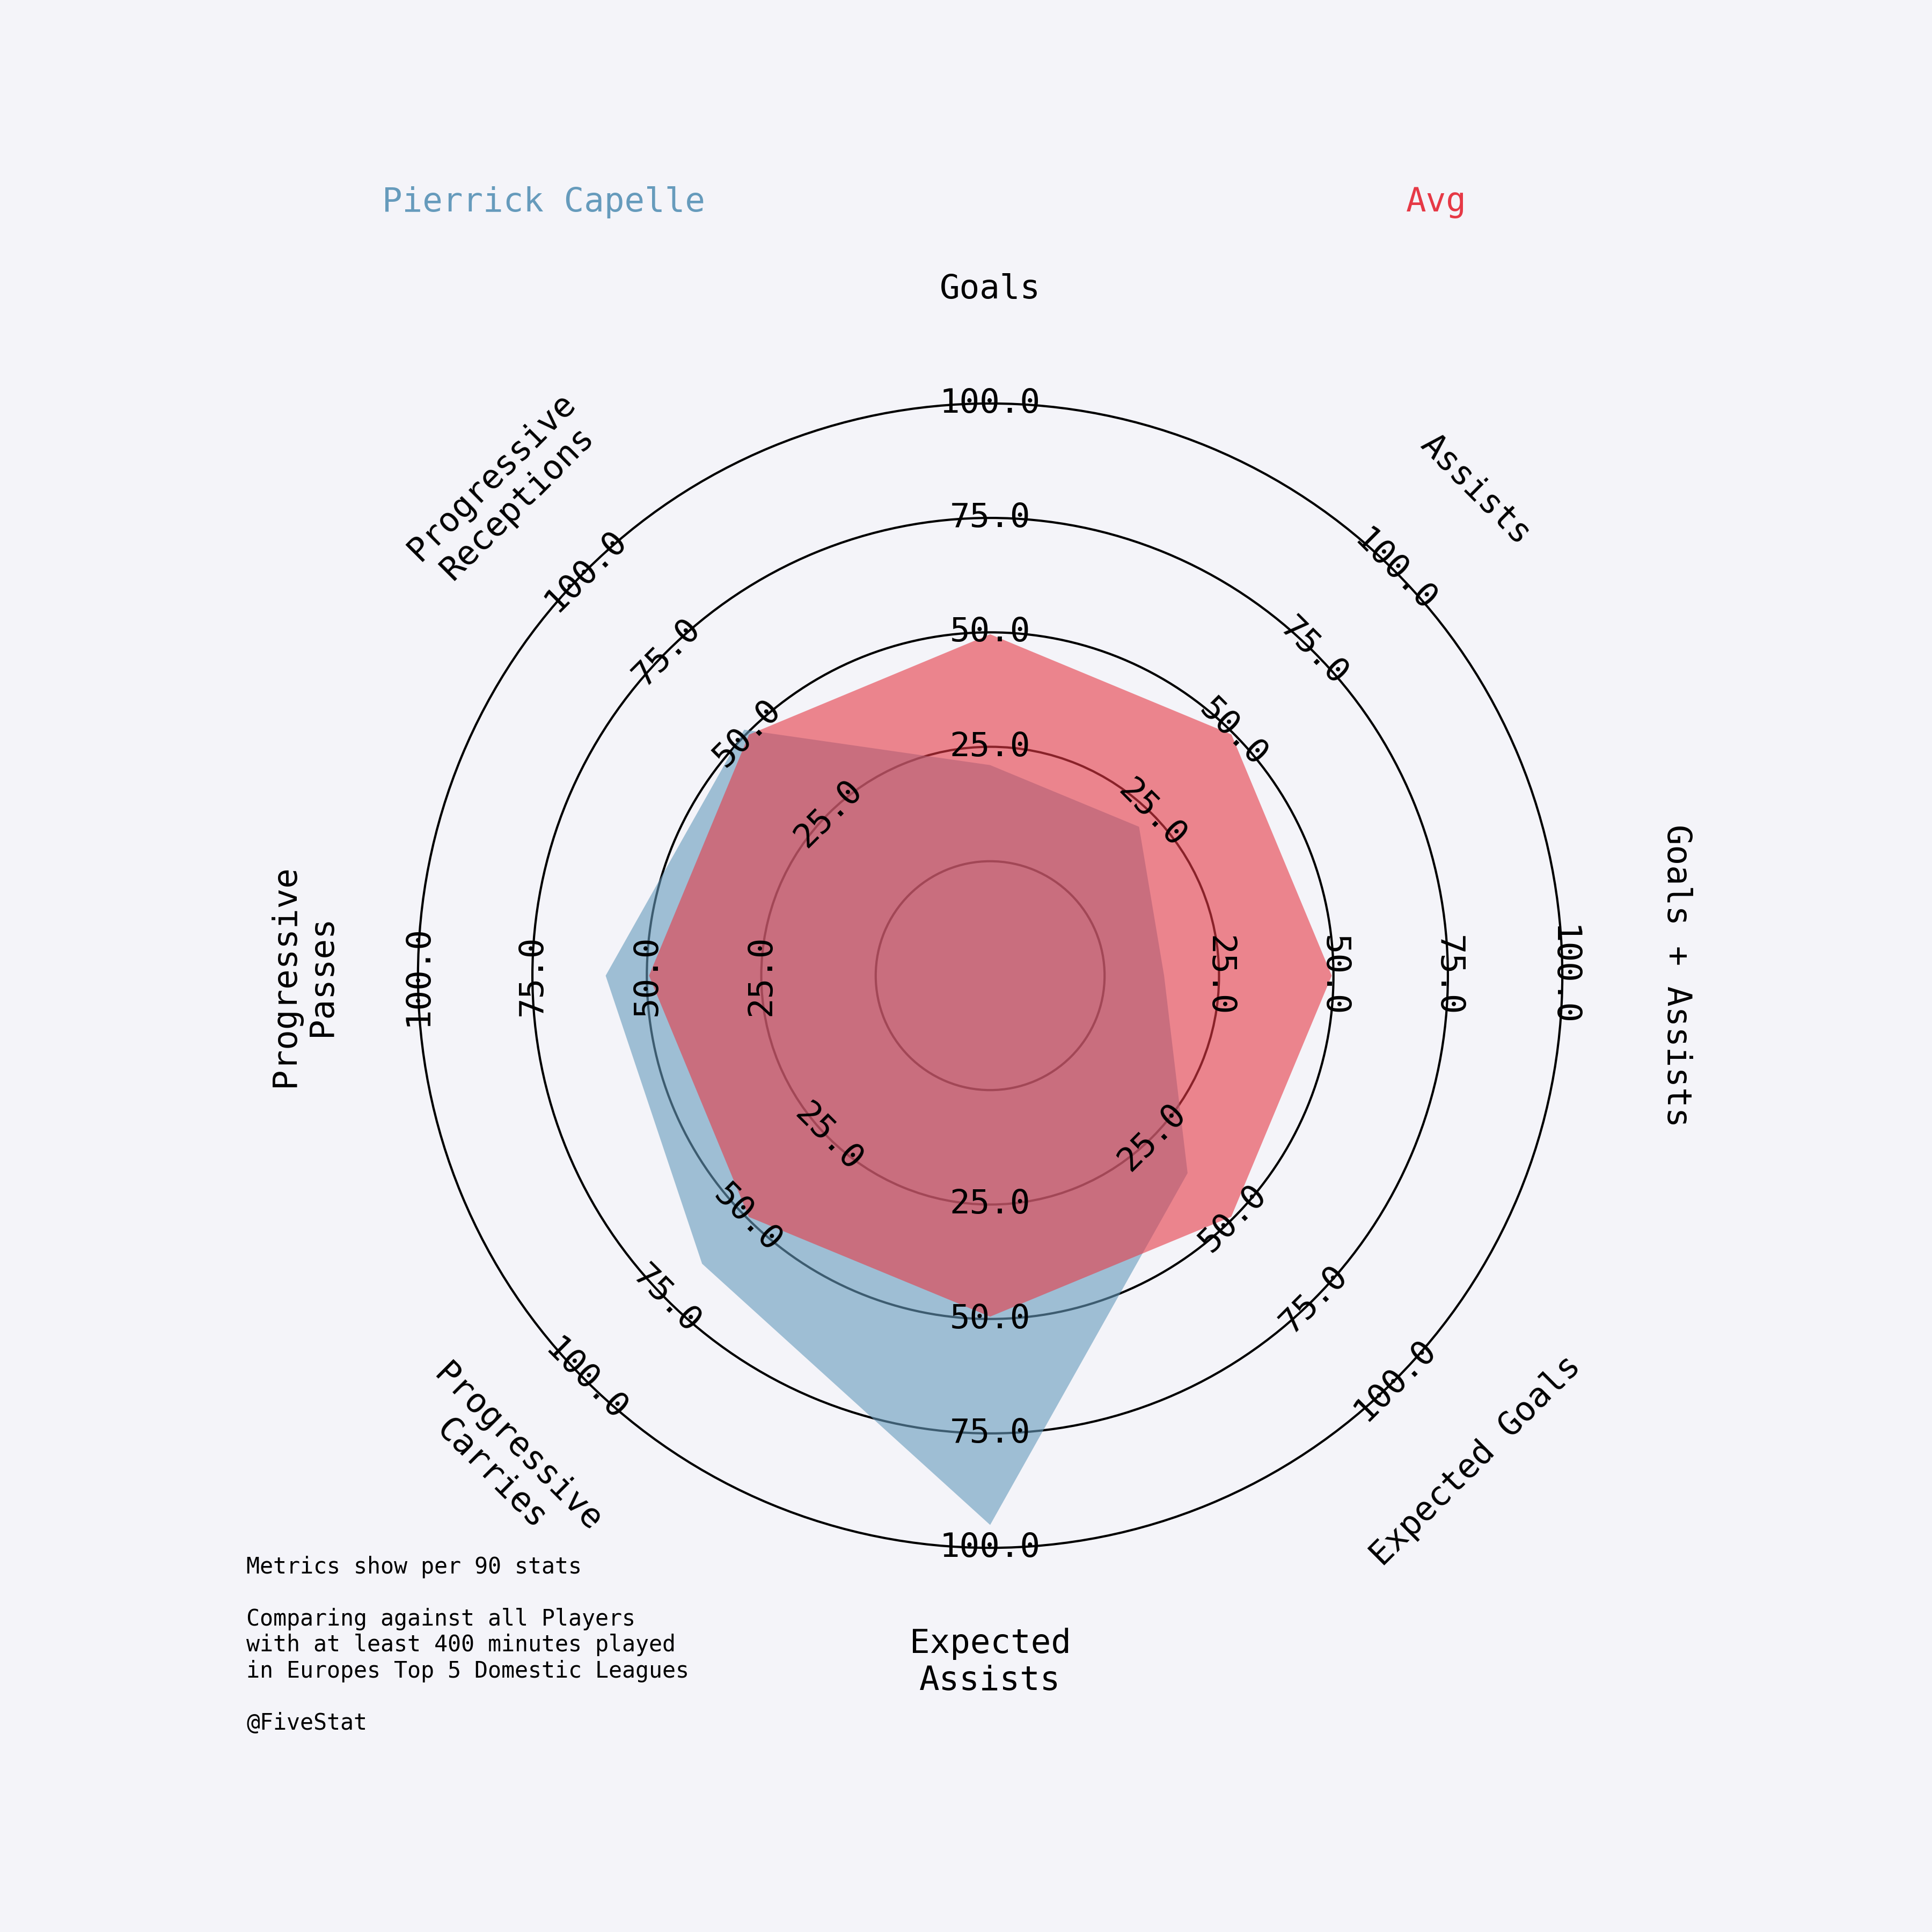 Pierrick Capelle
Avg
Goals
Assists
Goals + Assists
Expected Goals
Expected
Assists
Progressive
Carries
Progressive
Passes
Progressive
Receptions
25.0
50.0
75.0
100.0
25.0
50.0
75.0
100.0
25.0
50.0
75.0
100.0
25.0
50.0
75.0
100.0
25.0
50.0
75.0
100.0
25.0
50.0
75.0
100.0
25.0
50.0
75.0
100.0
25.0
50.0
75.0
100.0
Metrics show per 90 stats
Comparing against all Players
with at least 400 minutes played
in Europes Top 5 Domestic Leagues
@FiveStat